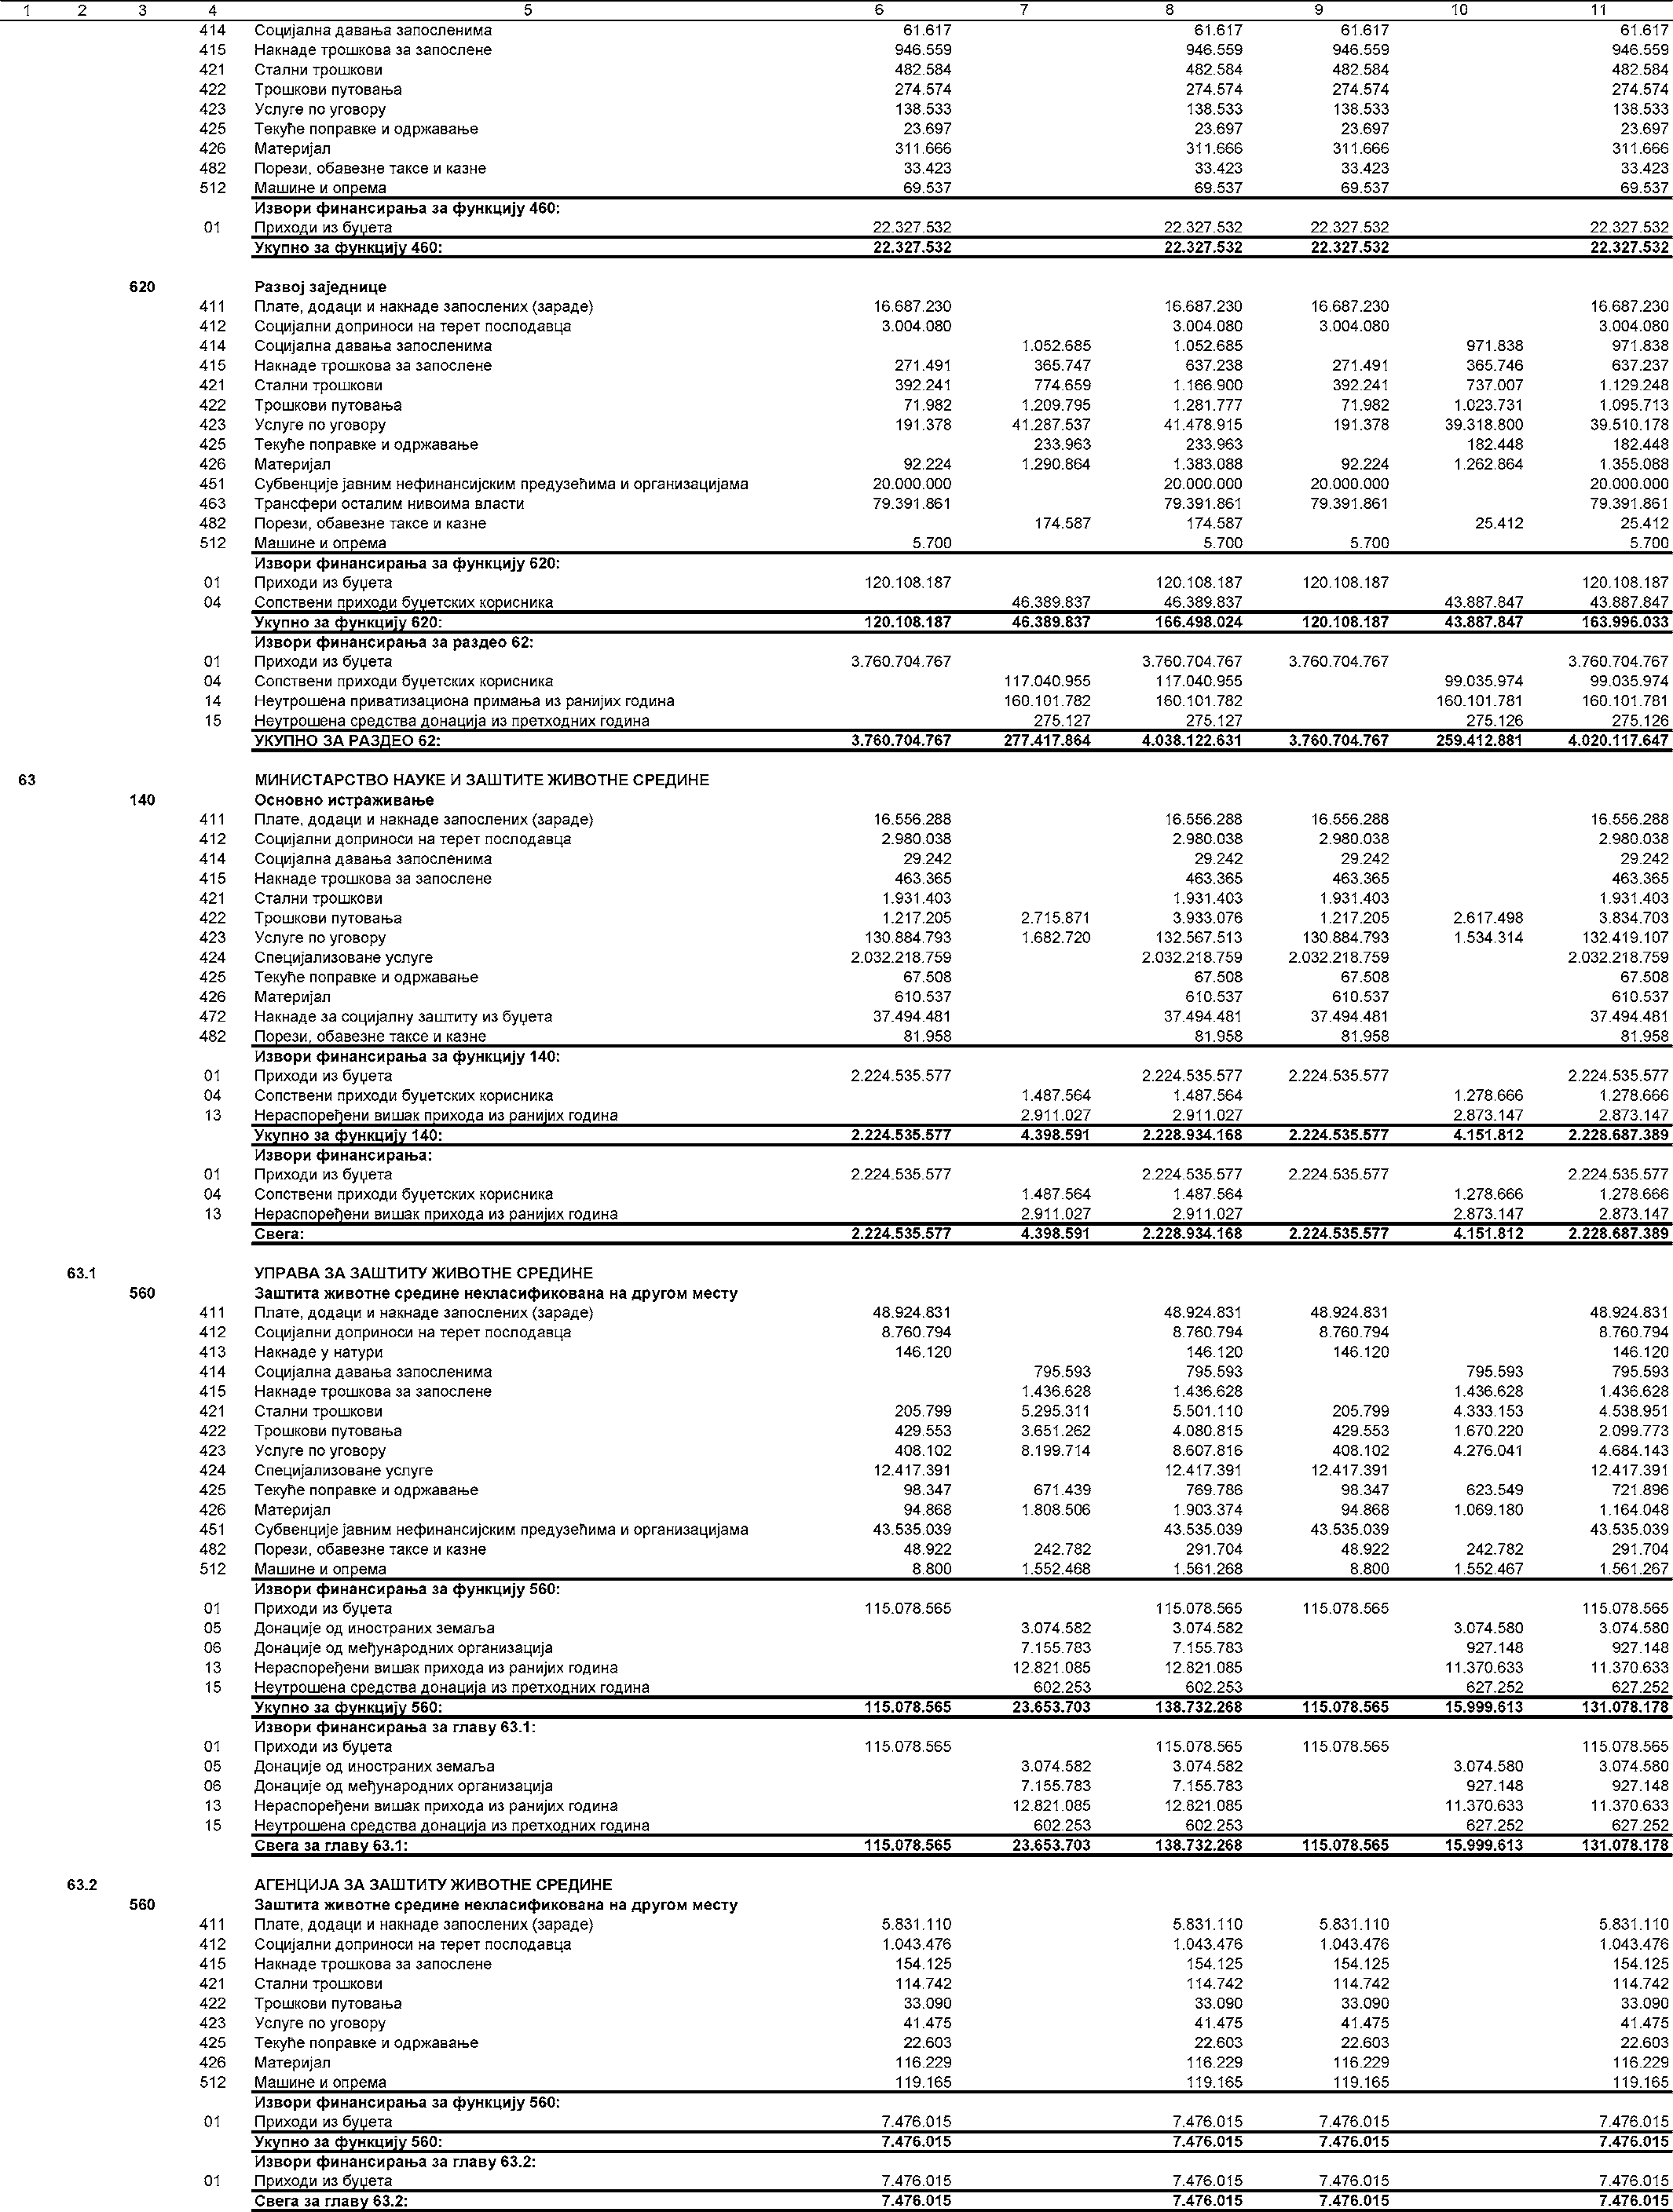 1 2 3 4 5 6 7 8 9 10 11
414 Социјална давања запосленима 61.617 61.617 61.617 61.617
415 Накнаде трошкова за запослене 946.559 946.559 946.559 946.559
421 Стални трошкови 482.584 482.584 482.584 482.584
422 Трошкови путовања 274.574 274.574 274.574 274.574
423 Услуге по уговору 138.533 138.533 138.533 138.533
425 Текуће поправке и одржавање 23.697 23.697 23.697 23.697
426 Материјал 311.666 311.666 311.666 311.666
482 Порези, обавезне таксе и казне 33.423 33.423 33.423 33.423
512 Машине и опрема 69.537 69.537 69.537 69.537
Извори финансирања за функцију 460:
01 Приходи из буџета 22.327.532 22.327.532 22.327.532 22.327.532
Укупно за функцију 460: 22.327.532 22.327.532 22.327.532 22.327.532
620 Развој заједнице
411 Плате, додаци и накнаде запослених (зараде) 16.687.230 16.687.230 16.687.230 16.687.230
412 Социјални доприноси на терет послодавца 3.004.080 3.004.080 3.004.080 3.004.080
414 Социјална давања запосленима 1.052.685 1.052.685 971.838 971.838
415 Накнаде трошкова за запослене 271.491 365.747 637.238 271.491 365.746 637.237
421 Стални трошкови 392.241 774.659 1.166.900 392.241 737.007 1.129.248
422 Трошкови путовања 71.982 1.209.795 1.281.777 71.982 1.023.731 1.095.713
423 Услуге по уговору 191.378 41.287.537 41.478.915 191.378 39.318.800 39.510.178
425 Текуће поправке и одржавање 233.963 233.963 182.448 182.448
426 Материјал 92.224 1.290.864 1.383.088 92.224 1.262.864 1.355.088
451 Субвенције јавним нефинансијским предузећима и организацијама 20.000.000 20.000.000 20.000.000 20.000.000
463 Трансфери осталим нивоима власти 79.391.861 79.391.861 79.391.861 79.391.861
482 Порези, обавезне таксе и казне 174.587 174.587 25.412 25.412
512 Машине и опрема 5.700 5.700 5.700 5.700
Извори финансирања за функцију 620:
01 Приходи из буџета 120.108.187 120.108.187 120.108.187 120.108.187
04 Сопствени приходи буџетских корисника 46.389.837 46.389.837 43.887.847 43.887.847
Укупно за функцију 620: 120.108.187 46.389.837 166.498.024 120.108.187 43.887.847 163.996.033
Извори финансирања за раздео 62:
01 Приходи из буџета 3.760.704.767 3.760.704.767 3.760.704.767 3.760.704.767
04 Сопствени приходи буџетских корисника 117.040.955 117.040.955 99.035.974 99.035.974
14 Неутрошена приватизациона примања из ранијих година 160.101.782 160.101.782 160.101.781 160.101.781
15 Неутрошена средства донација из претходних година 275.127 275.127 275.126 275.126
УКУПНО ЗА РАЗДЕО 62: 3.760.704.767 277.417.864 4.038.122.631 3.760.704.767 259.412.881 4.020.117.647
63 МИНИСТАРСТВО НАУКЕ И ЗАШТИТЕ ЖИВОТНЕ СРЕДИНЕ
140 Основно истраживање
411 Плате, додаци и накнаде запослених (зараде) 16.556.288 16.556.288 16.556.288 16.556.288
412 Социјални доприноси на терет послодавца 2.980.038 2.980.038 2.980.038 2.980.038
414 Социјална давања запосленима 29.242 29.242 29.242 29.242
415 Накнаде трошкова за запослене 463.365 463.365 463.365 463.365
421 Стални трошкови 1.931.403 1.931.403 1.931.403 1.931.403
422 Трошкови путовања 1.217.205 2.715.871 3.933.076 1.217.205 2.617.498 3.834.703
423 Услуге по уговору 130.884.793 1.682.720 132.567.513 130.884.793 1.534.314 132.419.107
424 Специјализоване услуге 2.032.218.759 2.032.218.759 2.032.218.759 2.032.218.759
425 Текуће поправке и одржавање 67.508 67.508 67.508 67.508
426 Материјал 610.537 610.537 610.537 610.537
472 Накнаде за социјалну заштиту из буџета 37.494.481 37.494.481 37.494.481 37.494.481
482 Порези, обавезне таксе и казне 81.958 81.958 81.958 81.958
Извори финансирања за функцију 140:
01 Приходи из буџета 2.224.535.577 2.224.535.577 2.224.535.577 2.224.535.577
04 Сопствени приходи буџетских корисника 1.487.564 1.487.564 1.278.666 1.278.666
13 Нераспоређени вишак прихода из ранијих година 2.911.027 2.911.027 2.873.147 2.873.147
Укупно за функцију 140: 2.224.535.577 4.398.591 2.228.934.168 2.224.535.577 4.151.812 2.228.687.389
Извори финансирања:
01 Приходи из буџета 2.224.535.577 2.224.535.577 2.224.535.577 2.224.535.577
04 Сопствени приходи буџетских корисника 1.487.564 1.487.564 1.278.666 1.278.666
13 Нераспоређени вишак прихода из ранијих година 2.911.027 2.911.027 2.873.147 2.873.147
Свега: 2.224.535.577 4.398.591 2.228.934.168 2.224.535.577 4.151.812 2.228.687.389
63.1 УПРАВА ЗА ЗАШТИТУ ЖИВОТНЕ СРЕДИНЕ
560 Заштита животне средине некласификована на другом месту
411 Плате, додаци и накнаде запослених (зараде) 48.924.831 48.924.831 48.924.831 48.924.831
412 Социјални доприноси на терет послодавца 8.760.794 8.760.794 8.760.794 8.760.794
413 Накнаде у натури 146.120 146.120 146.120 146.120
414 Социјална давања запосленима 795.593 795.593 795.593 795.593
415 Накнаде трошкова за запослене 1.436.628 1.436.628 1.436.628 1.436.628
421 Стални трошкови 205.799 5.295.311 5.501.110 205.799 4.333.153 4.538.951
422 Трошкови путовања 429.553 3.651.262 4.080.815 429.553 1.670.220 2.099.773
423 Услуге по уговору 408.102 8.199.714 8.607.816 408.102 4.276.041 4.684.143
424 Специјализоване услуге 12.417.391 12.417.391 12.417.391 12.417.391
425 Текуће поправке и одржавање 98.347 671.439 769.786 98.347 623.549 721.896
426 Материјал 94.868 1.808.506 1.903.374 94.868 1.069.180 1.164.048
451 Субвенције јавним нефинансијским предузећима и организацијама 43.535.039 43.535.039 43.535.039 43.535.039
482 Порези, обавезне таксе и казне 48.922 242.782 291.704 48.922 242.782 291.704
512 Машине и опрема 8.800 1.552.468 1.561.268 8.800 1.552.467 1.561.267
Извори финансирања за функцију 560:
01 Приходи из буџета 115.078.565 115.078.565 115.078.565 115.078.565
05 Донације од иностраних земаља 3.074.582 3.074.582 3.074.580 3.074.580
06 Донације од међународних организација 7.155.783 7.155.783 927.148 927.148
13 Нераспоређени вишак прихода из ранијих година 12.821.085 12.821.085 11.370.633 11.370.633
15 Неутрошена средства донација из претходних година 602.253 602.253 627.252 627.252
Укупно за функцију 560: 115.078.565 23.653.703 138.732.268 115.078.565 15.999.613 131.078.178
Извори финансирања за главу 63.1:
01 Приходи из буџета 115.078.565 115.078.565 115.078.565 115.078.565
05 Донације од иностраних земаља 3.074.582 3.074.582 3.074.580 3.074.580
06 Донације од међународних организација 7.155.783 7.155.783 927.148 927.148
13 Нераспоређени вишак прихода из ранијих година 12.821.085 12.821.085 11.370.633 11.370.633
15 Неутрошена средства донација из претходних година 602.253 602.253 627.252 627.252
Свега за главу 63.1: 115.078.565 23.653.703 138.732.268 115.078.565 15.999.613 131.078.178
63.2 АГЕНЦИЈА ЗА ЗАШТИТУ ЖИВОТНЕ СРЕДИНЕ
560 Заштита животне средине некласификована на другом месту
411 Плате, додаци и накнаде запослених (зараде) 5.831.110 5.831.110 5.831.110 5.831.110
412 Социјални доприноси на терет послодавца 1.043.476 1.043.476 1.043.476 1.043.476
415 Накнаде трошкова за запослене 154.125 154.125 154.125 154.125
421 Стални трошкови 114.742 114.742 114.742 114.742
422 Трошкови путовања 33.090 33.090 33.090 33.090
423 Услуге по уговору 41.475 41.475 41.475 41.475
425 Текуће поправке и одржавање 22.603 22.603 22.603 22.603
426 Материјал 116.229 116.229 116.229 116.229
512 Машине и опрема 119.165 119.165 119.165 119.165
Извори финансирања за функцију 560:
01 Приходи из буџета 7.476.015 7.476.015 7.476.015 7.476.015
Укупно за функцију 560: 7.476.015 7.476.015 7.476.015 7.476.015
Извори финансирања за главу 63.2:
01 Приходи из буџета 7.476.015 7.476.015 7.476.015 7.476.015
Свега за главу 63.2: 7.476.015 7.476.015 7.476.015 7.476.015